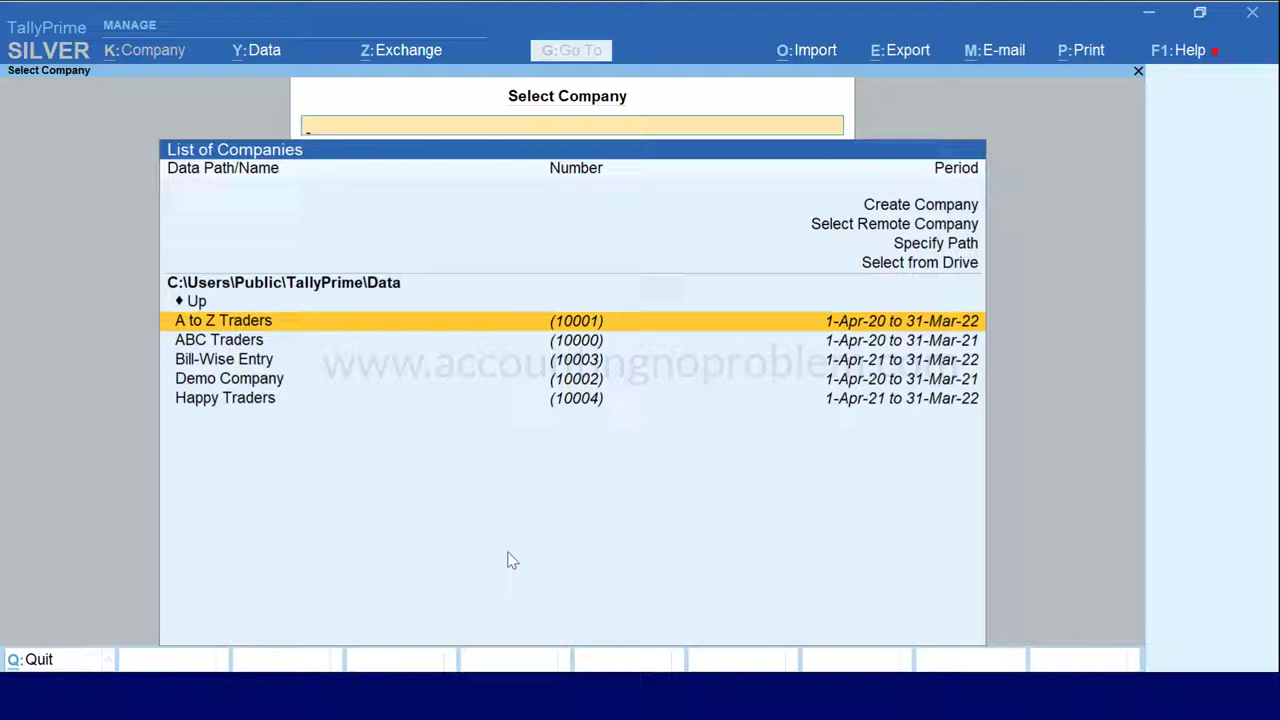 TallyPrime MANAGE
SILVER K:Company Y:Data Z:Exchange G:Go To O:Import E:Export M:E-mail P:Print F1:Help
Select Company
Select Company
List of Companies
Data Path/Name Number Period
Create Company
Select Remote Company
Specify Path
Select from Drive
C:\Users\Public\TallyPrime\Data
♦ Up
A to Z Traders (10001) 1-Apr-20 to 31-Mar-22
ABC Traders (10000) 1-Apr-20 to 31-Mar-21
Bill-Wise Entry (10003) 1-Apr-21 to 31-Mar-22
www.accountingnoproblem.com
Demo Company (10002) 1-Apr-20 to 31-Mar-21
Happy Traders (10004) 1-Apr-21 to 31-Mar-22
Q:Quit